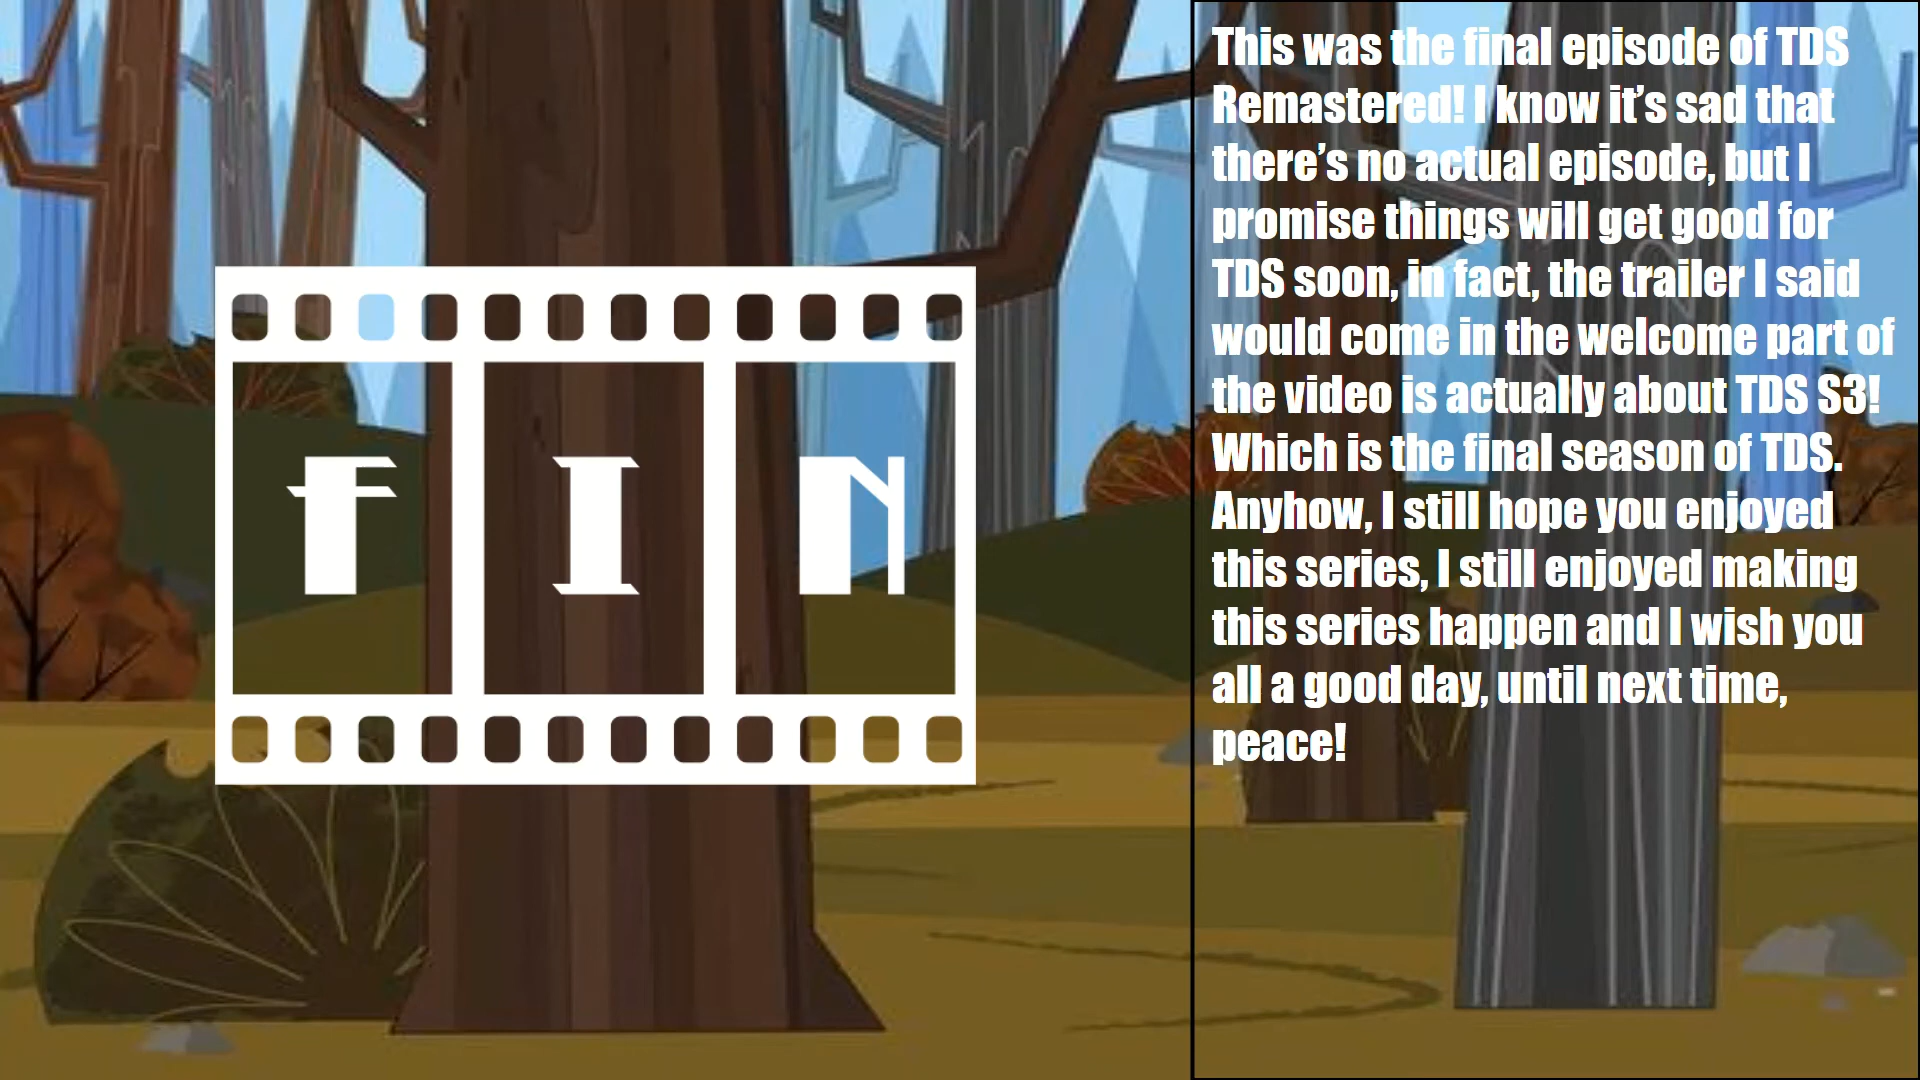 fIN
This was the final episode of TDS
Remastered! I know it’s sad that
there’s no actual episode, but I
promise things will get good for
TDS soon, in fact, the trailer I said
would come in the welcome part of
the video is actually about TDS S3!
Which is the final season of TDS.
Anyhow, I still hope you enjoyed
this series, I still enjoyed making
this series happen and I wish you
all a good day, until next time,
peace!